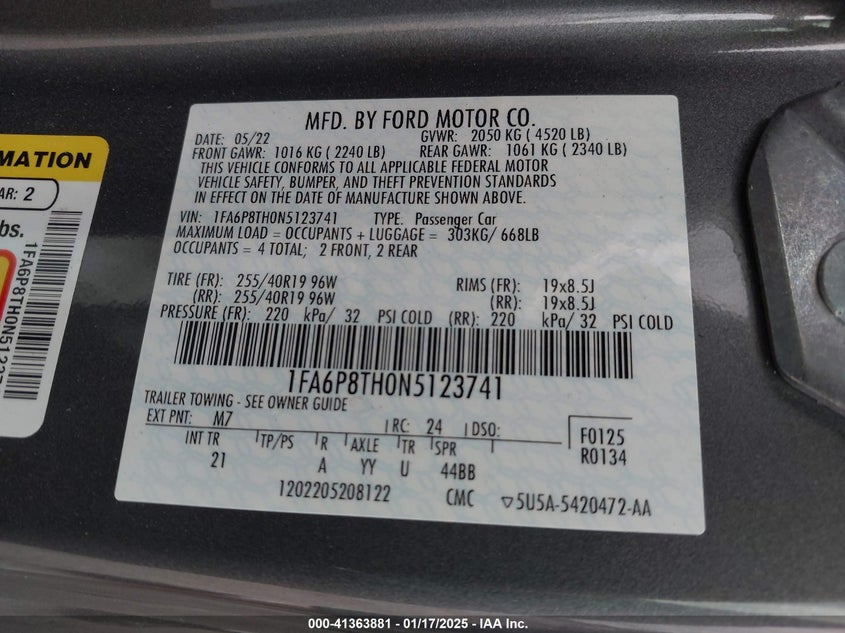 MATION
AR: 2
bs.
1FA6P8TH0N5123
MFD. BY FORD MOTOR CO.
DATE: 05/22 GVWR: 2050 KG ( 4520 LB)
FRONT GAWR: 1016 KG ( 2240 LB) REAR GAWR: 1061 KG ( 2340 LB)
THIS VEHICLE CONFORMS TO ALL APPLICABLE FEDERAL MOTOR
VEHICLE SAFETY, BUMPER, AND THEFT PREVENTION STANDARDS
IN EFFECT ON THE DATE OF MANUFACTURE SHOWN ABOVE.
VIN: 1FA6P8TH0N5123741 TYPE: Passenger Car
MAXIMUM LOAD = OCCUPANTS + LUGGAGE = 303KG/ 668LB
OCCUPANTS = 4 TOTAL; 2 FRONT, 2 REAR
TIRE (FR): 255/40R19 96W RIMS (FR): 19x8.5J
(RR): 255/40R19 96W (RR): 19x8.5J
PRESSURE (FR): 220 kPa/ 32 PSI COLD (RR): 220 kPa/ 32 PSI COLD
1FA6P8TH0N5123741
TRAILER TOWING - SEE OWNER GUIDE
EXT PNT: M7 RC: 24 DSO: F0125
INT TR TP/PS R AXLE TR SPR R0134
21 A YY U 44BB
1202205208122 CMC ▽5U5A-5420472-AA
000-41363881 - 01/17/2025 - IAA Inc.